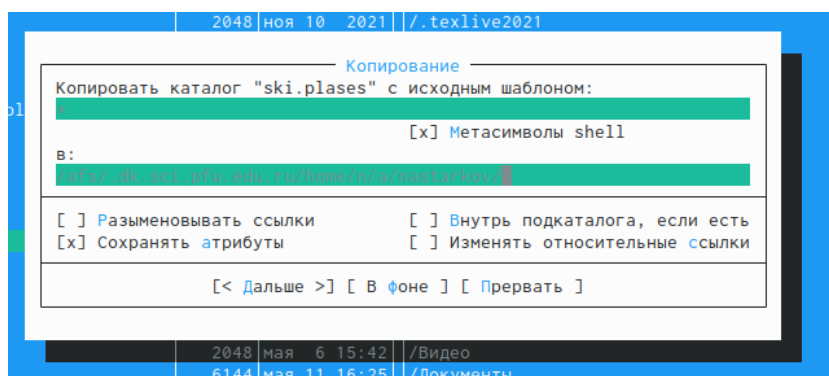 2048│ноя 10  2021││/.texlive2021
Копирование
Копировать каталог "ski.plases" с исходным шаблоном:
*
[x] Метасимволы shell
в:
/afs/.dk.sci.pfu.edu.ru/home/n/a/nastarkov/
[ ] Разыменовывать ссылки [ ] Внутрь подкаталога, если есть
[x] Сохранять атрибуты [ ] Изменять относительные ссылки
[< Дальше >] [ В фоне ] [ Прервать ]
2048│мая  6 15:42││/Видео
6144│мая 11 16:25││/Документы